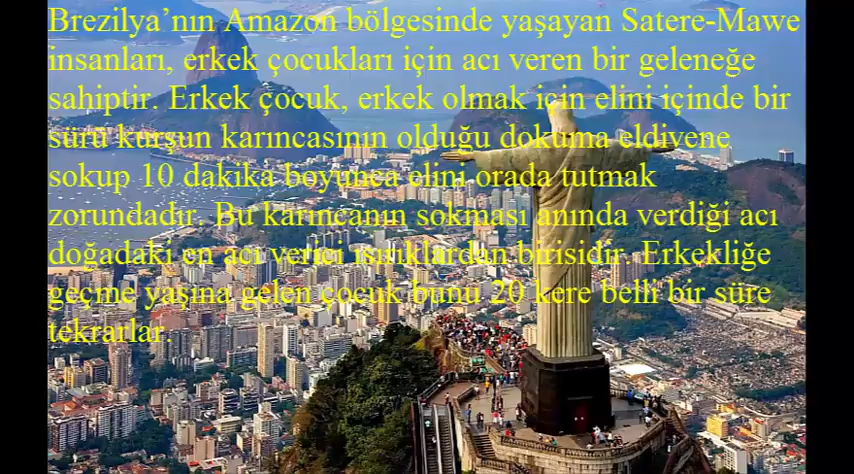 Brezilya’nın Amazon bölgesinde yaşayan Satere-Mawe
insanları, erkek çocukları için acı veren bir geleneğe
sahiptir. Erkek çocuk, erkek olmak için elini içinde bir
sürü kurşun karıncasının olduğu dokuma eldivene
sokup 10 dakika boyunca elini orada tutmak
zorundadır. Bu karıncanın sokması anında verdiği acı
doğadaki en acı verici ısırıklardan birisidir. Erkekliğe
geçme yaşına gelen çocuk bunu 20 kere belli bir süre
tekrarlar.